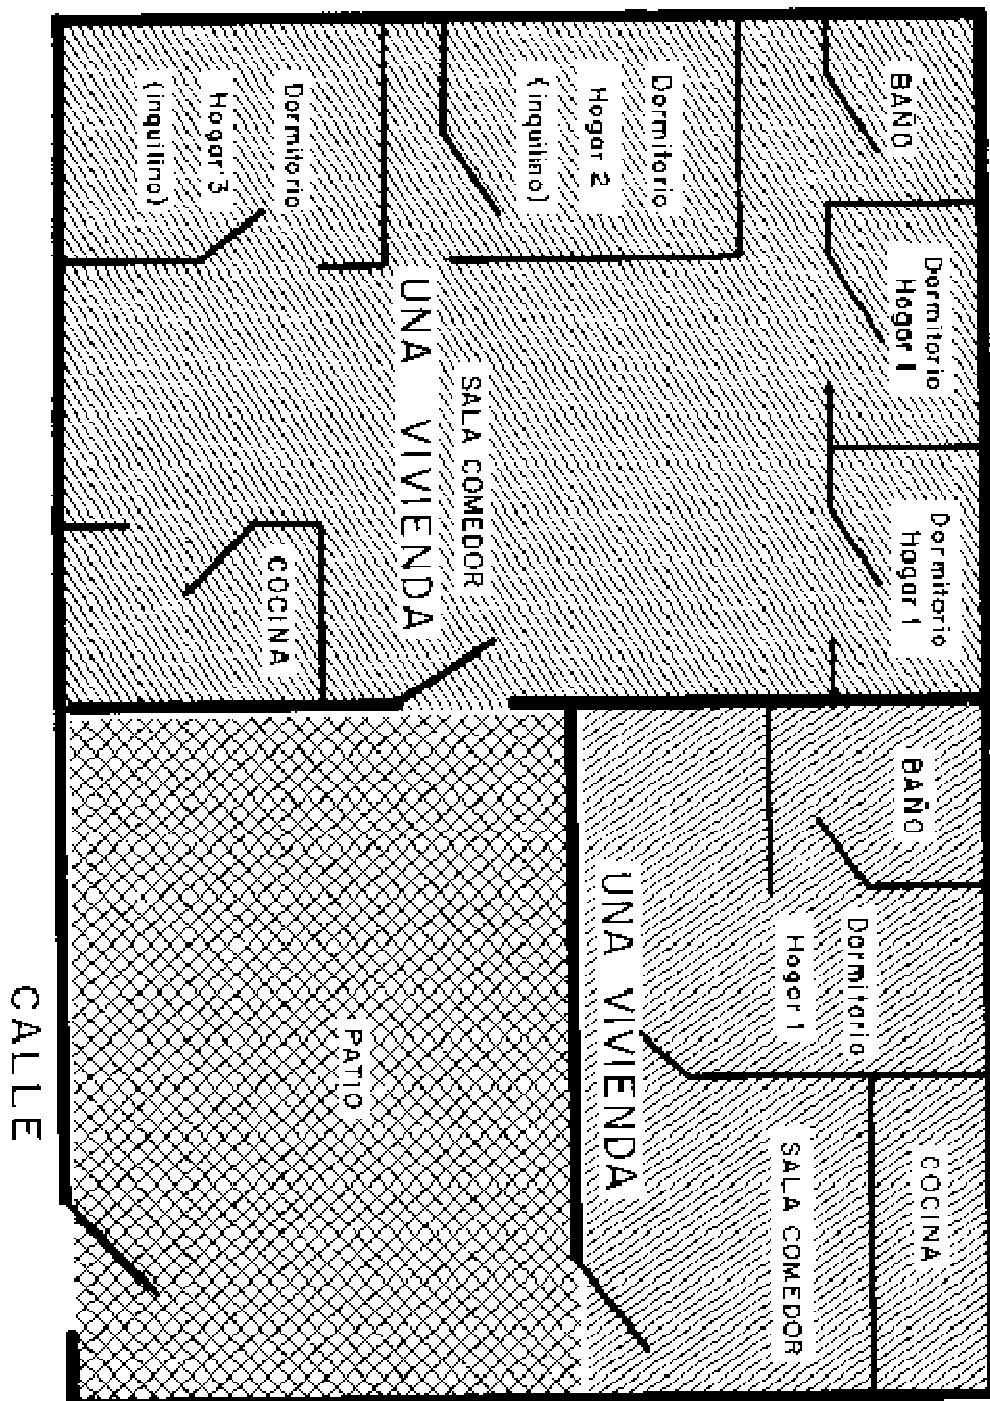 BAÑO
Dormitorio
Hogar 1
Dormitorio
Hogar 1
BAÑO
Dormitorio
Hogar 1
COCINA
SALA COMEDOR
UNA VIVIENDA
Dormitorio
Hogar 2
(inquilino)
SALA COMEDOR
UNA VIVIENDA
Dormitorio
Hogar 3
(inquilino)
COCINA
PATIO
CALLE